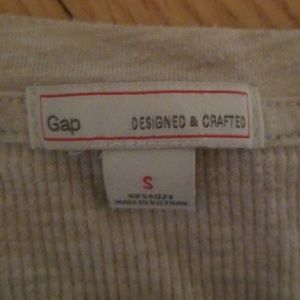 Gap DESIGNED & CRAFTED
S
MADE IN VIETNAM